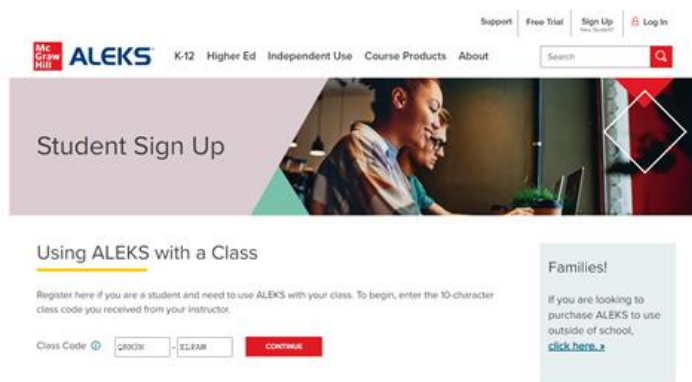 Support Free Trial Sign Up Log In
New Student?
Mc
Graw
Hill
ALEKS K-12 Higher Ed Independent Use Course Products About Search
Student Sign Up
Using ALEKS with a Class
Register here if you are a student and need to use ALEKS with your class. To begin, enter the 10-character
class code you received from your instructor.
Class Code - CONTINUE
Families!
If you are looking to
purchase ALEKS to use
outside of school,
click here. »